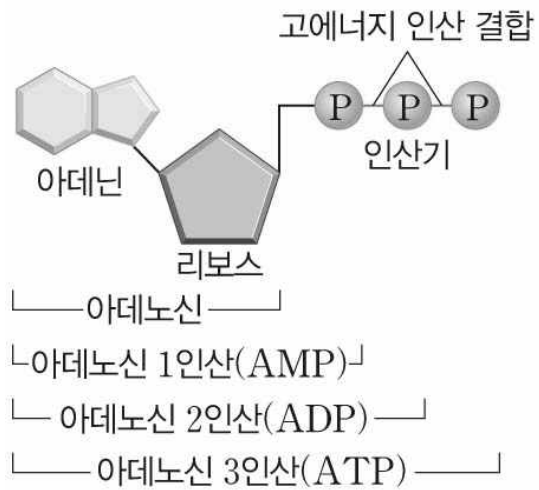 고에너지 인산 결합
P P P
인산기
아데닌
리보스
아데노신
아데노신 1인산(AMP)
아데노신 2인산(ADP)
아데노신 3인산(ATP)